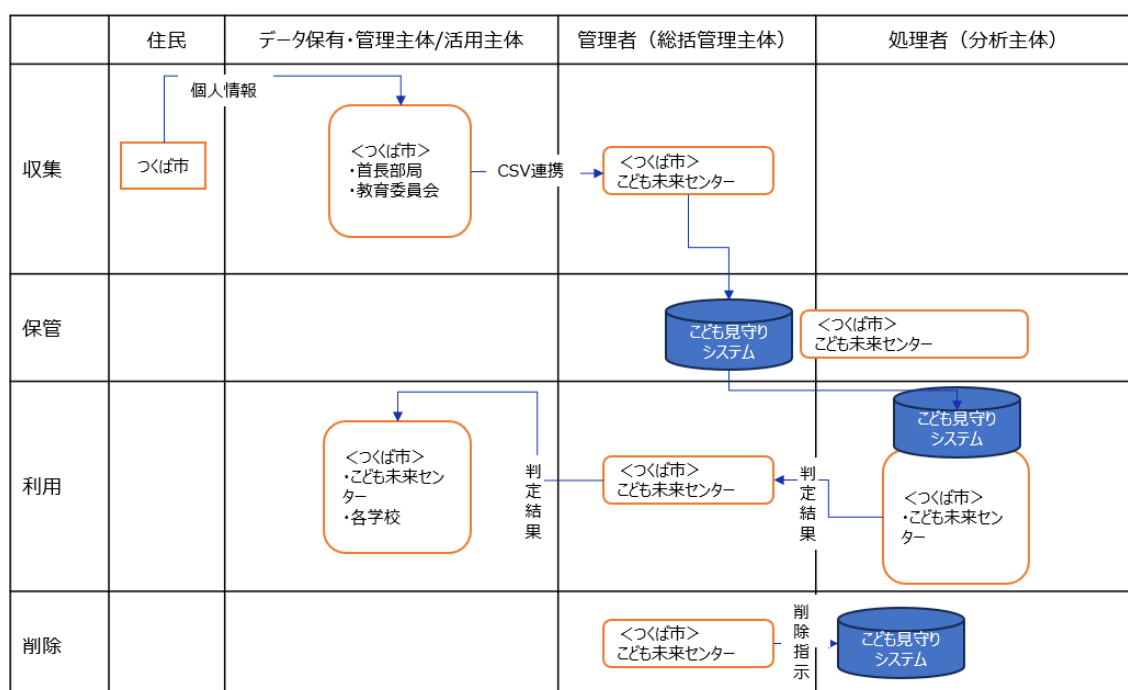 住民
データ保有・管理主体/活用主体
管理者（総括管理主体）
処理者（分析主体）
収集
個人情報
つくば市
＜つくば市＞
・首長部局
・教育委員会
CSV連携
＜つくば市＞
こども未来センター
保管
こども見守り
システム
＜つくば市＞
こども未来センター
利用
＜つくば市＞
・こども未来セン
ター
・各学校
判定結果
＜つくば市＞
こども未来センター
判定結果
こども見守り
システム
＜つくば市＞
・こども未来セン
ター
削除
＜つくば市＞
こども未来センター
削除指示
こども見守り
システム